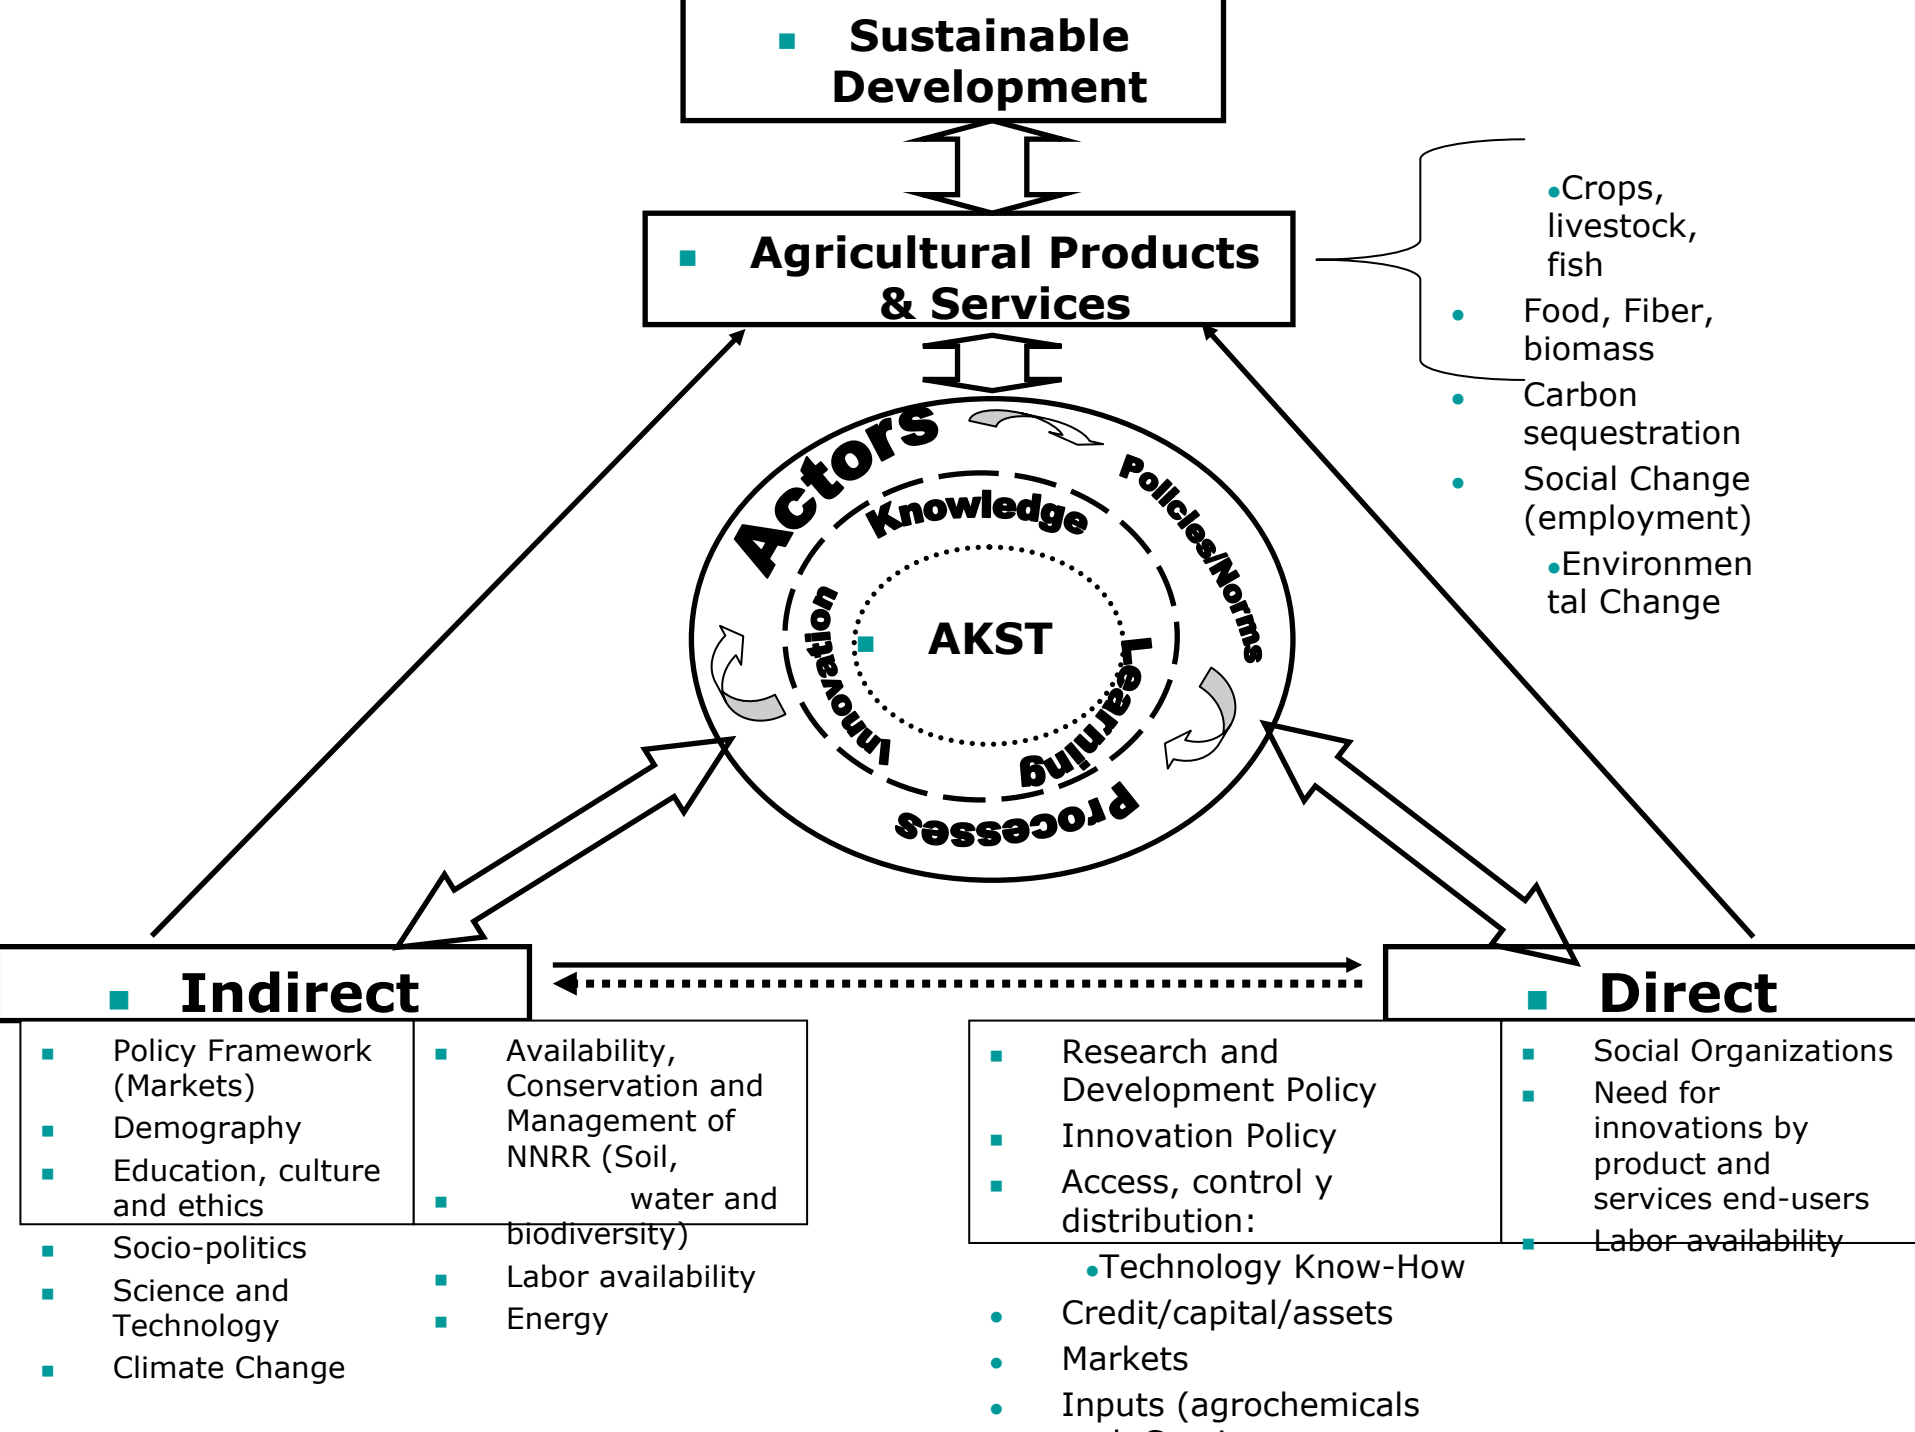 Sustainable
Development
Agricultural Products
& Services
•Crops,
livestock,
fish
• Food, Fiber,
biomass
• Carbon
sequestration
• Social Change
(employment)
•Environmen
tal Change
Actors
Policies/Norms
Processes
Knowledge
Learning
Innovation
AKST
Indirect
Policy Framework
(Markets)
Demography
Education, culture
and ethics
Socio-politics
Science and
Technology
Climate Change
Availability,
Conservation and
Management of
NNRR (Soil,
water and
biodiversity)
Labor availability
Energy
Direct
Research and
Development Policy
Innovation Policy
Access, control y
distribution:
•Technology Know-How
• Credit/capital/assets
• Markets
• Inputs (agrochemicals
Social Organizations
Need for
innovations by
product and
services end-users
Labor availability